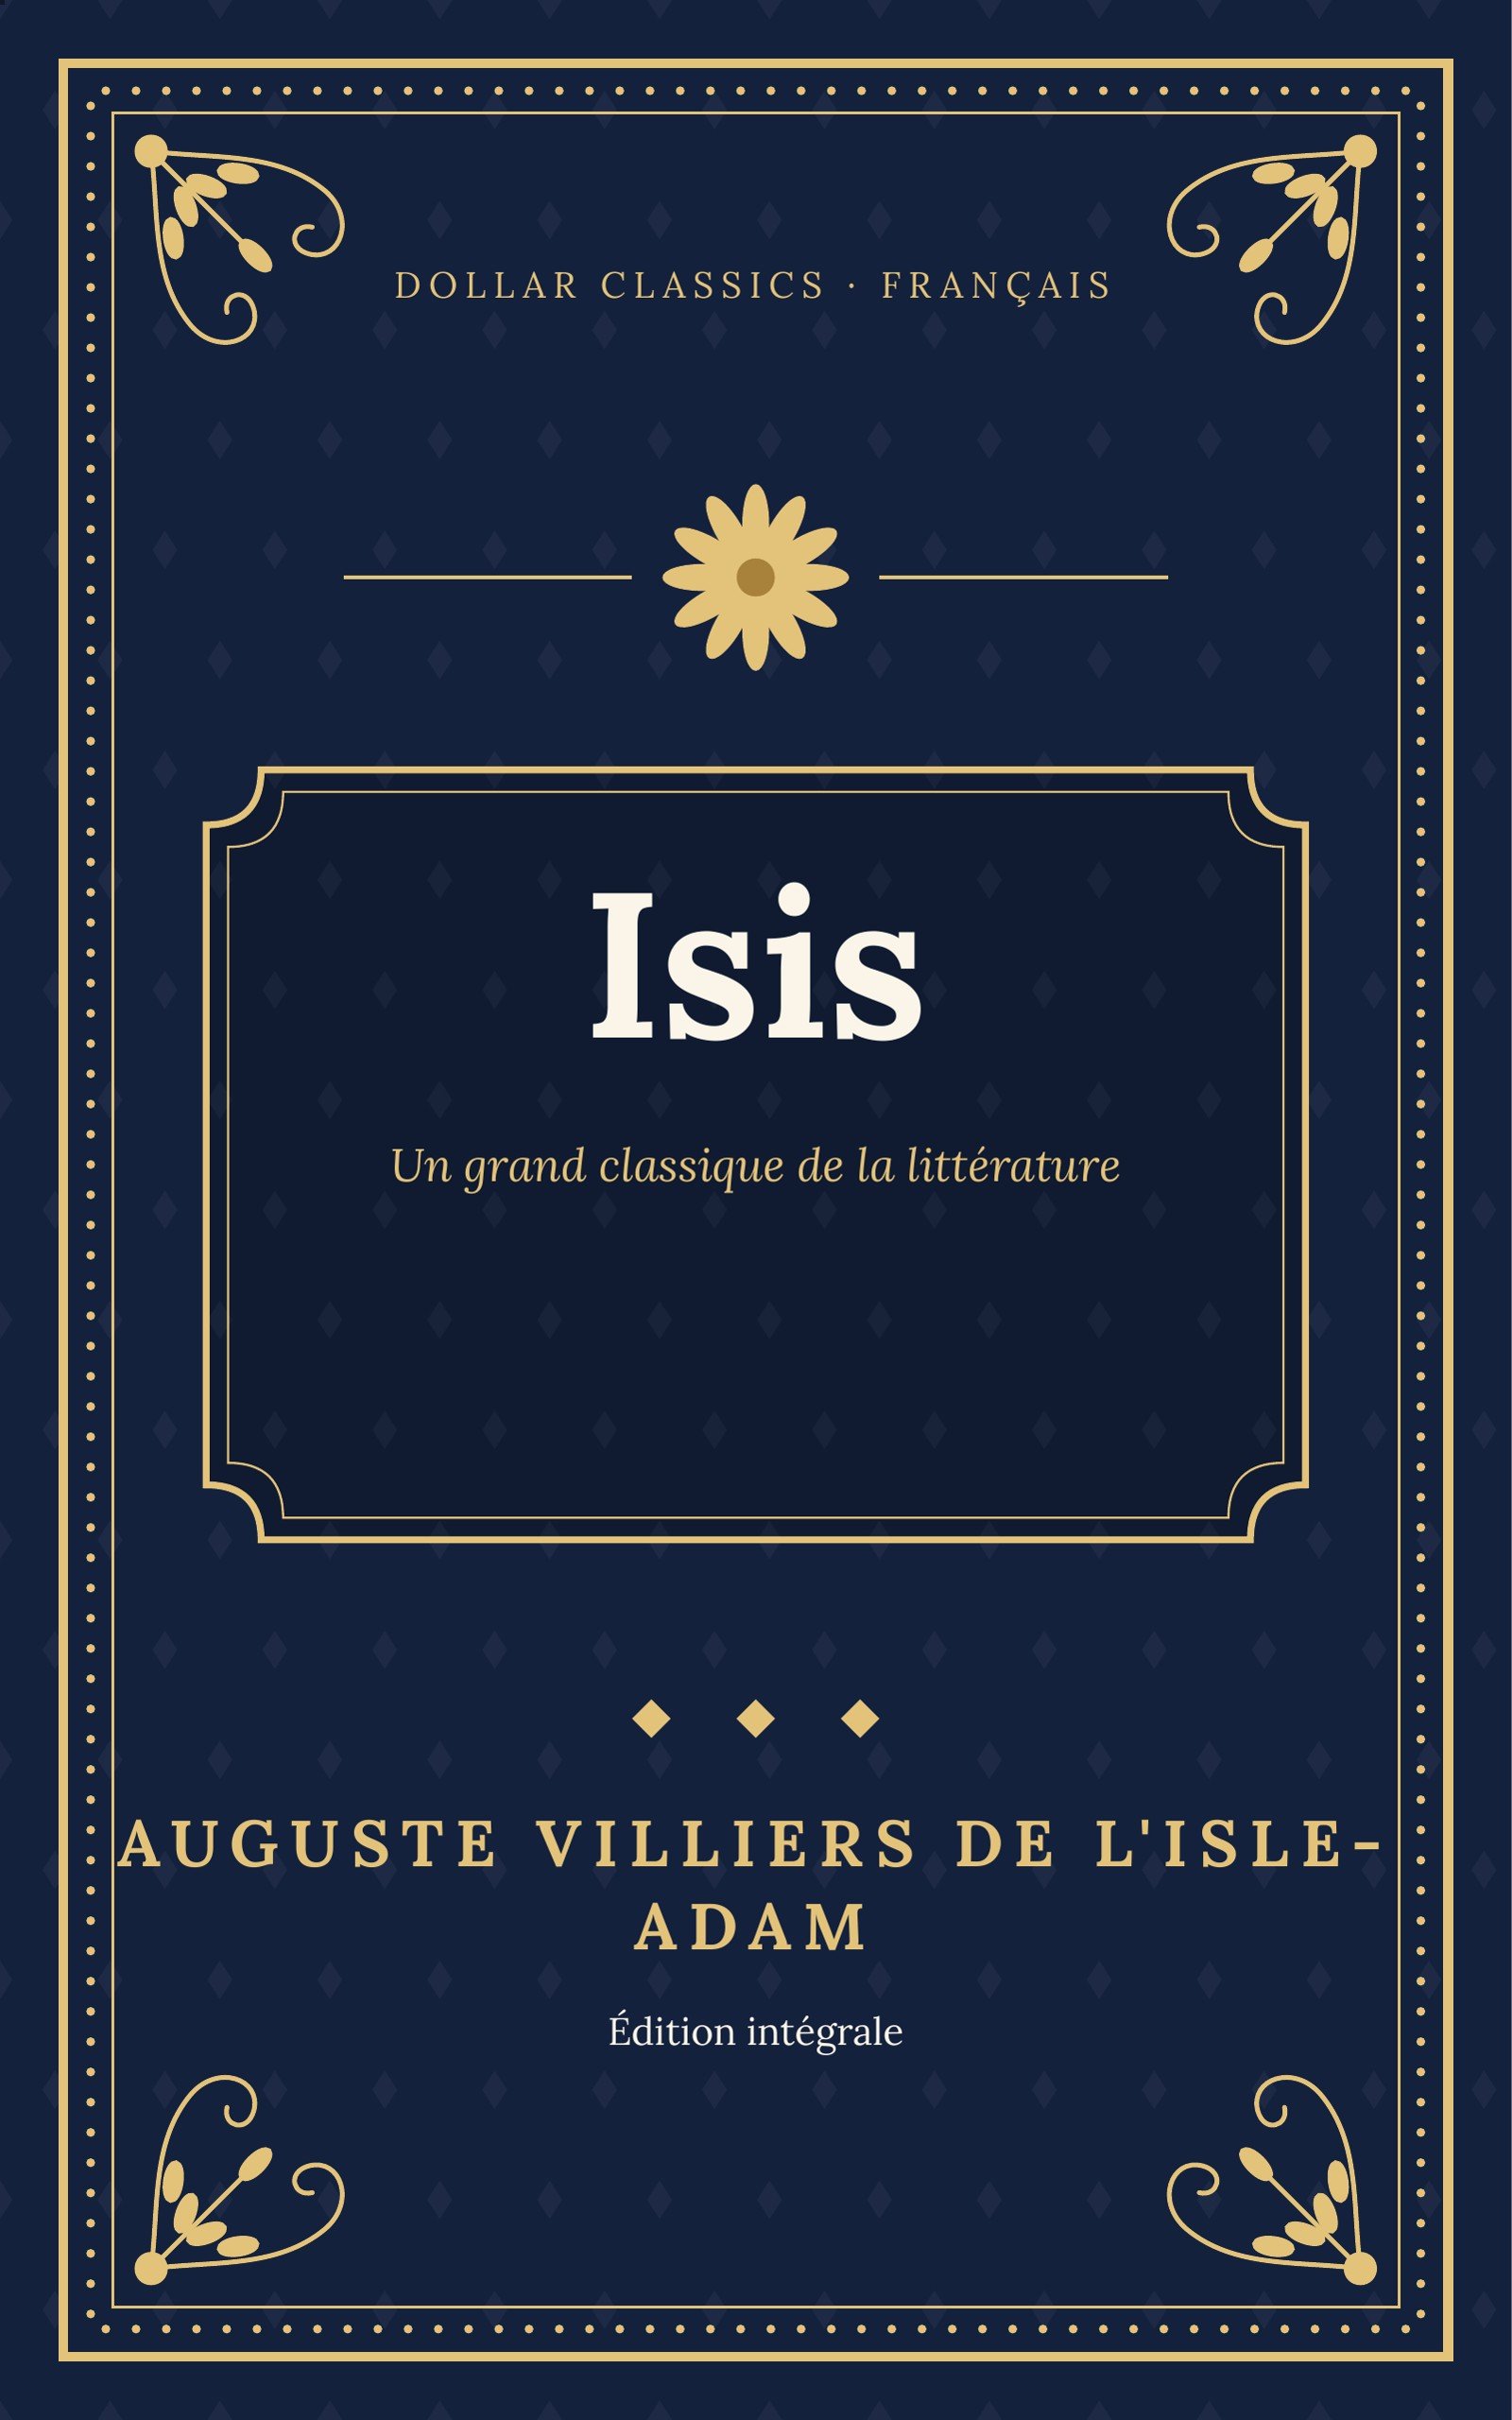 DOLLAR CLASSICS · FRANÇAIS
Isis
Un grand classique de la littérature
AUGUSTE VILLIERS DE L'ISLE-
ADAM
Édition intégrale